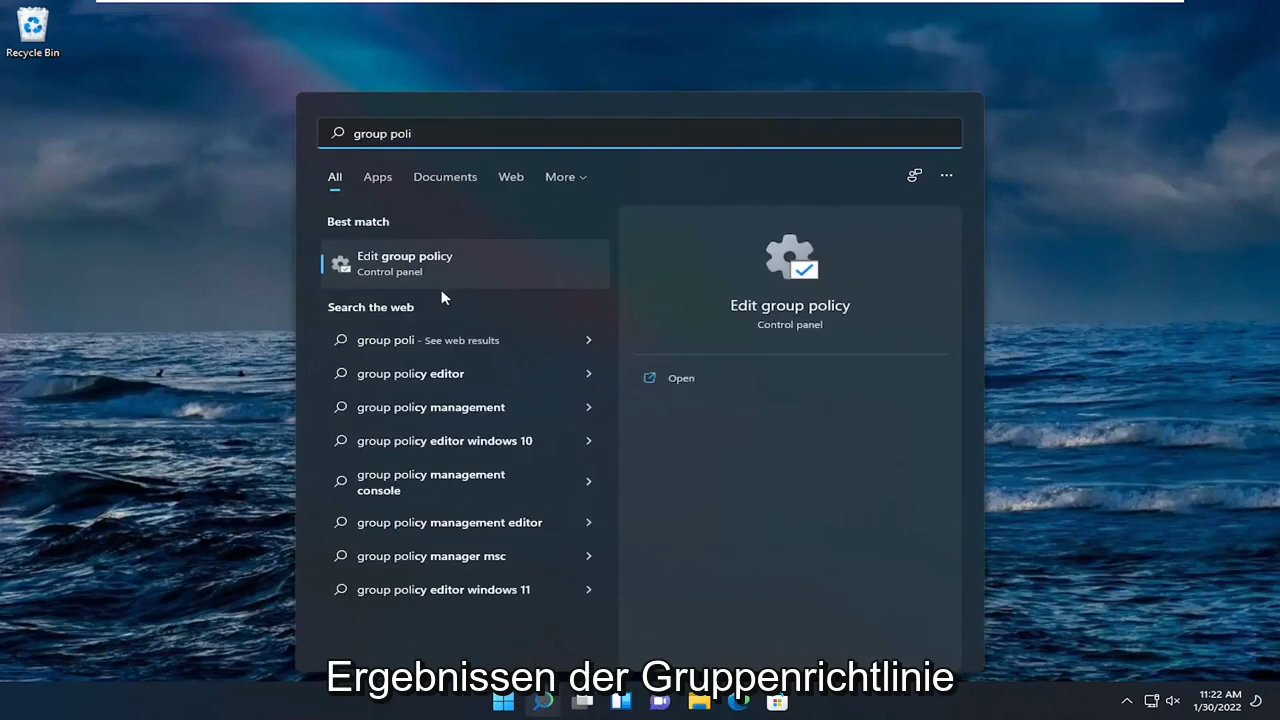 Recycle Bin
group poli
All Apps Documents Web More
Best match
Edit group policy
Control panel
Search the web
group poli - See web results
group policy editor
group policy management
group policy editor windows 10
group policy management
console
group policy management editor
group policy manager msc
group policy editor windows 11
Edit group policy
Control panel
Open
Ergebnissen der Gruppenrichtlinie
11:22 AM
1/30/2022